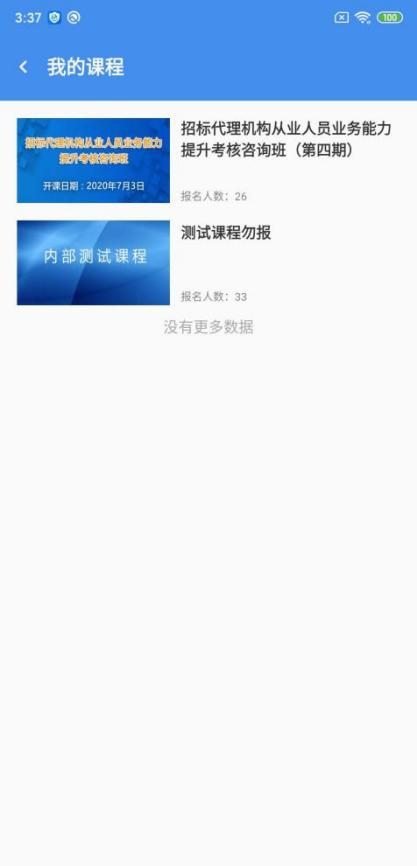 3:37
100
我的课程
招标代理机构从业人员业务能力
提升考核咨询班
开课日期：2020年7月3日
招标代理机构从业人员业务能力
提升考核咨询班（第四期）
报名人数：26
内部测试课程
测试课程勿报
报名人数：33
没有更多数据